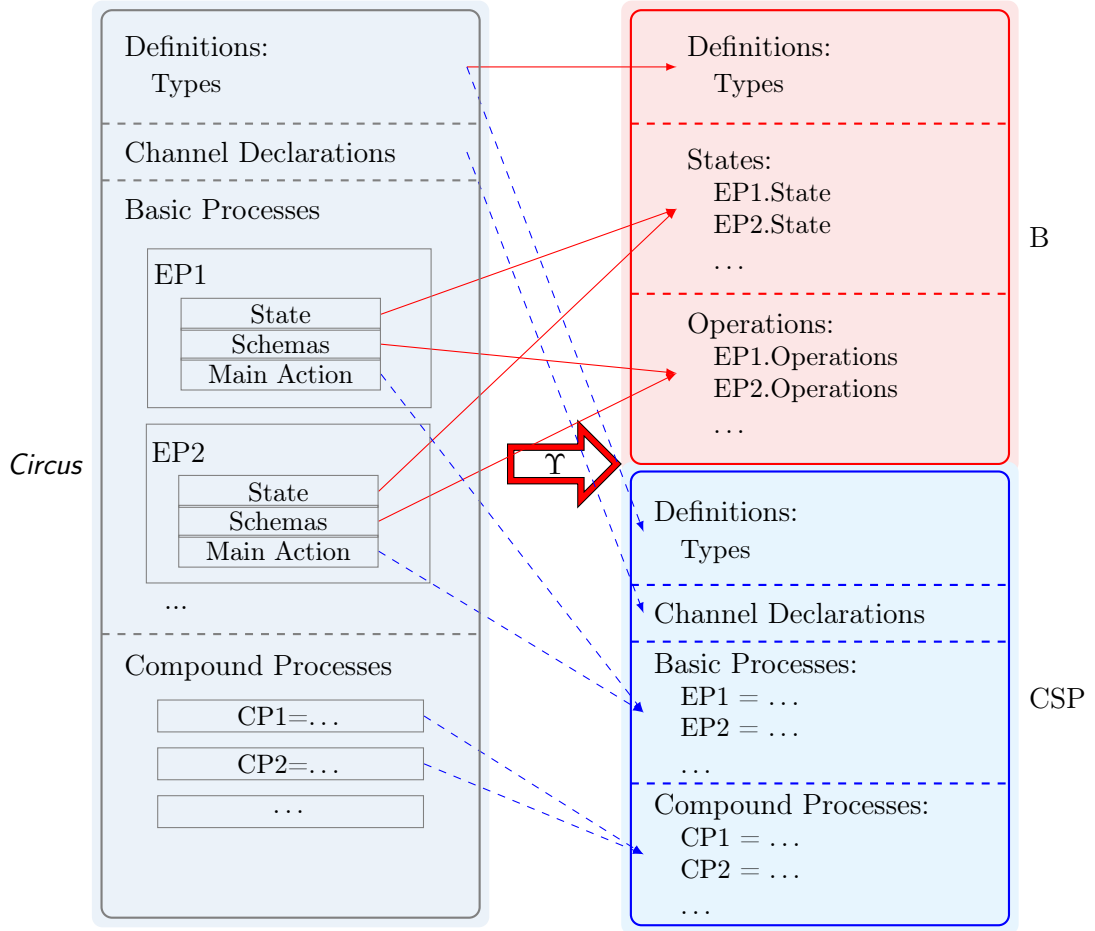 Circus
Definitions:
Types
Channel Declarations
Basic Processes
EP1
State
Schemas
Main Action
EP2
State
Schemas
Main Action
...
Compound Processes
CP1=...
CP2=...
...
ϒ
Definitions:
Types
States:
EP1.State
EP2.State
...
Operations:
EP1.Operations
EP2.Operations
...
B
Definitions:
Types
Channel Declarations
Basic Processes:
EP1 = ...
EP2 = ...
...
Compound Processes:
CP1 = ...
CP2 = ...
...
CSP